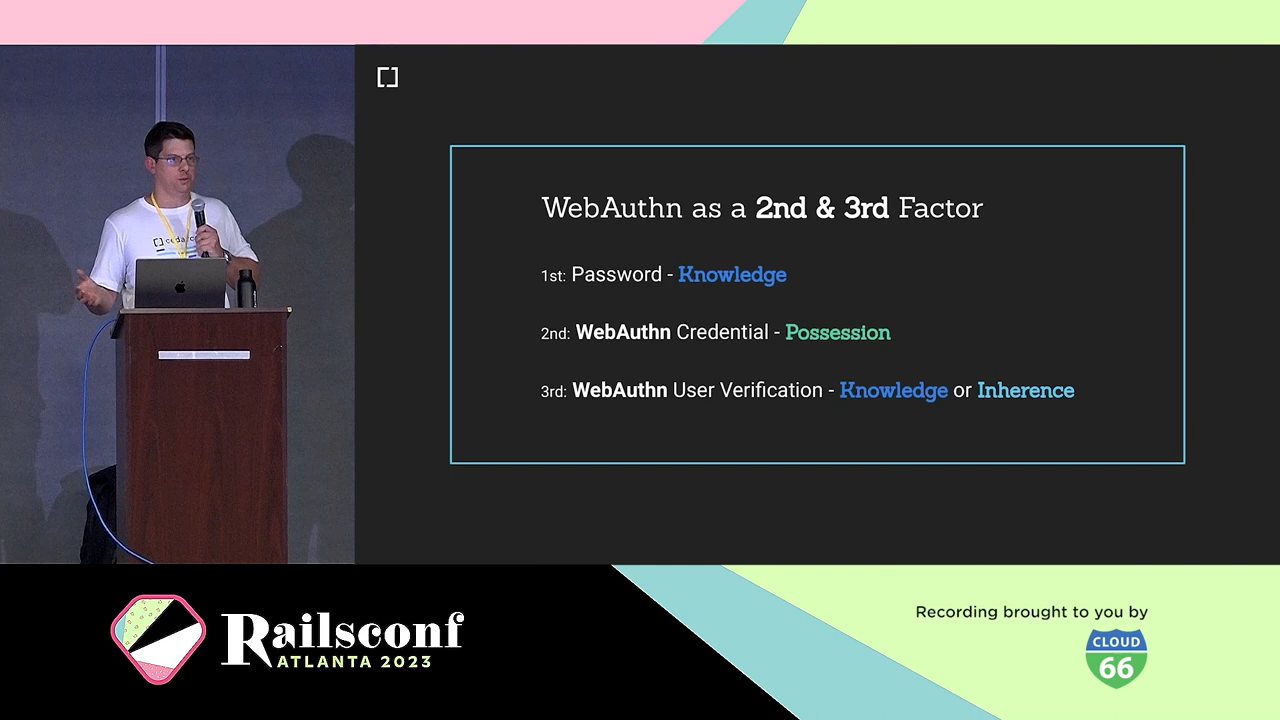 WebAuthn as a 2nd & 3rd Factor
1st: Password - Knowledge
2nd: WebAuthn Credential - Possession
3rd: WebAuthn User Verification - Knowledge or Inherence
Railsconf
ATLANTA 2023
Recording brought to you by
CLOUD
66